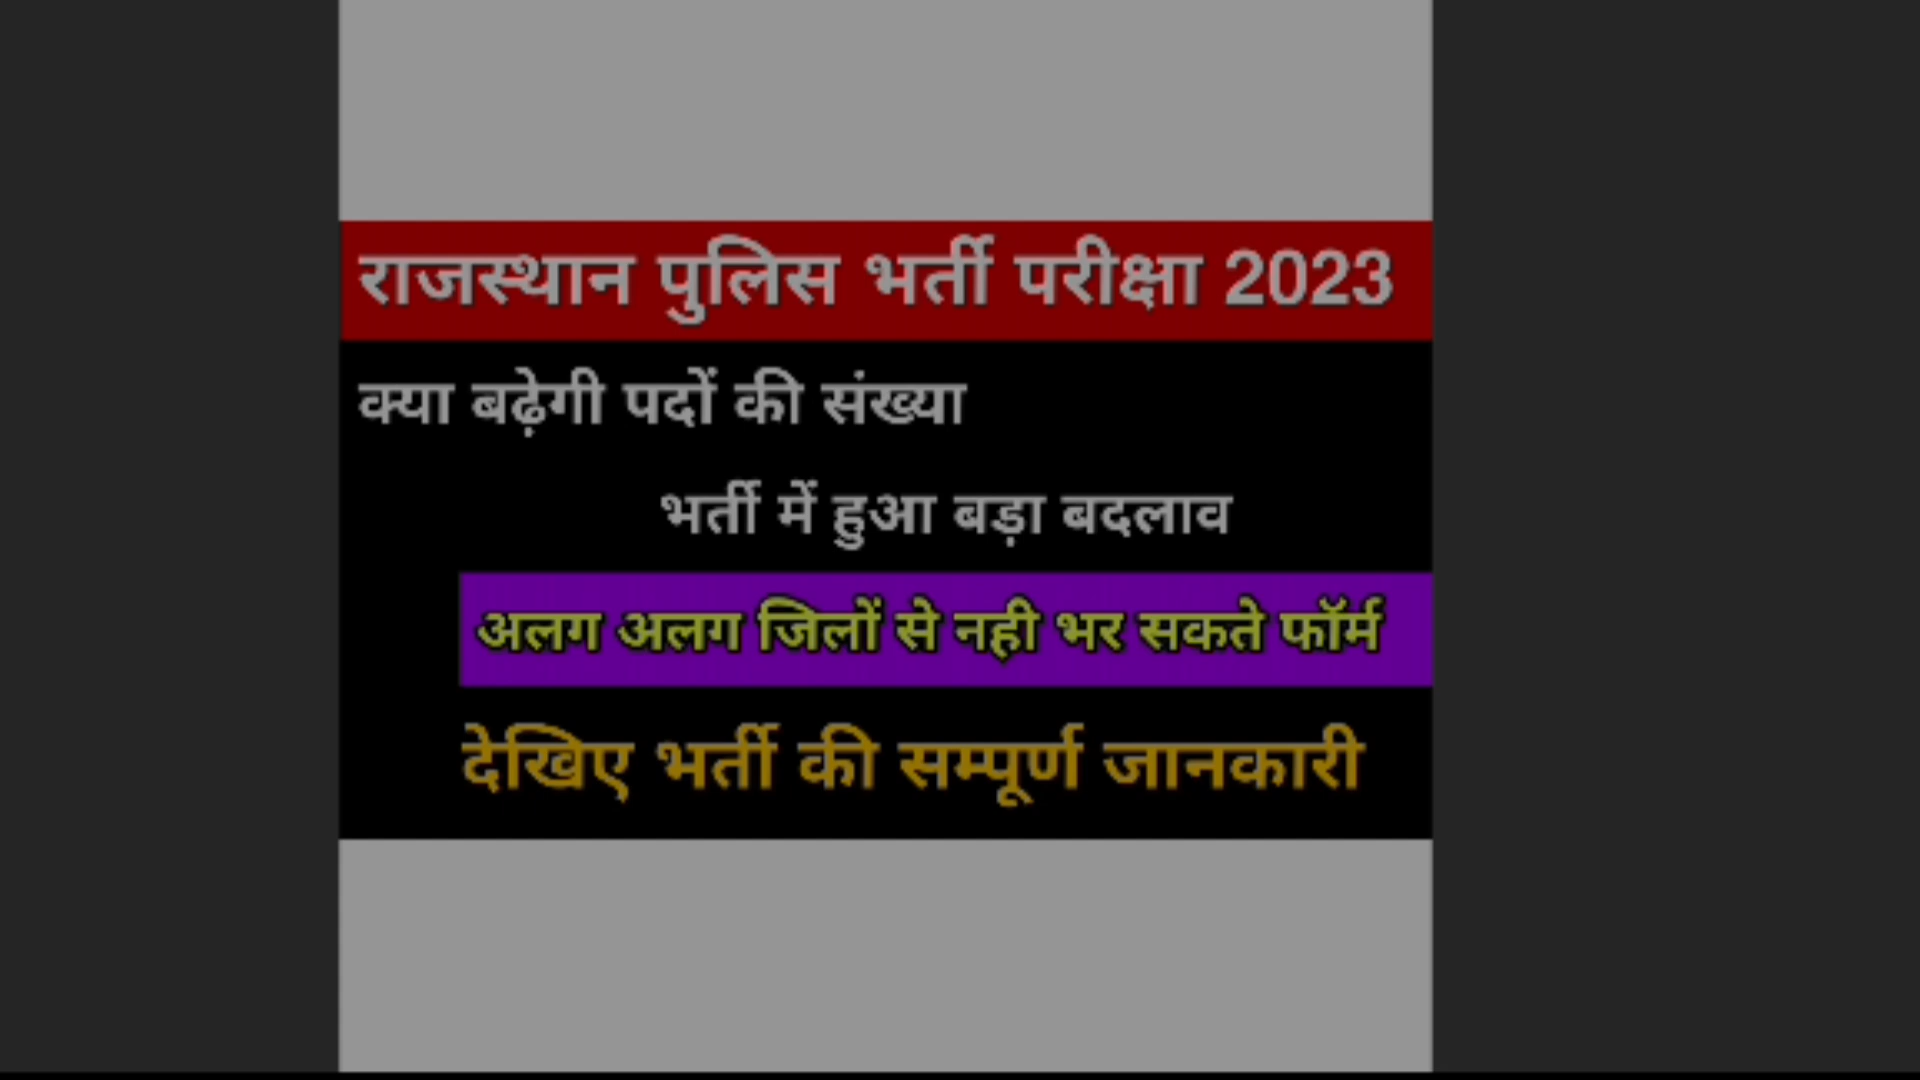 राजस्थान पुलिस भर्ती परीक्षा 2023
क्या बढ़ेगी पदों की संख्या
भर्ती में हुआ बड़ा बदलाव
अलग अलग जिलों से नही भर सकते फॉर्म
देखिए भर्ती की सम्पूर्ण जानकारी